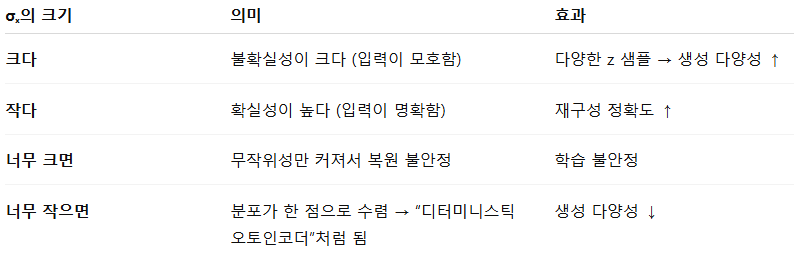 σₓ의 크기 의미 효과
크다 불확실성이 크다 (입력이 모호함) 다양한 z 샘플 → 생성 다양성 ↑
작다 확실성이 높다 (입력이 명확함) 재구성 정확도 ↑
너무 크면 무작위성만 커져서 복원 불안정 학습 불안정
너무 작으면 분포가 한 점으로 수렴 → “디터미니스틱 생성 다양성 ↓
오토인코더”처럼 됨